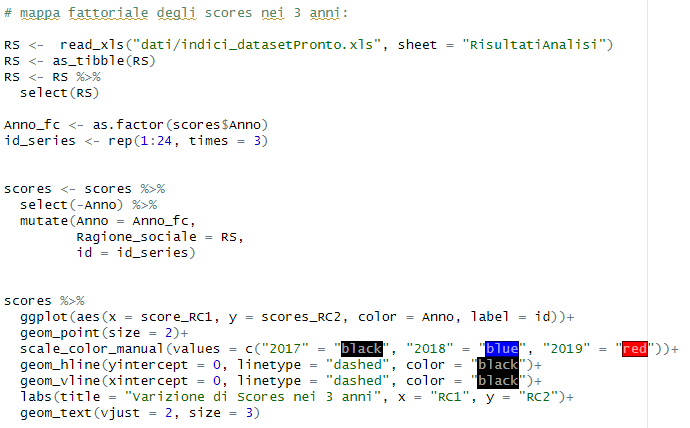 # mappa fattoriale degli scores nei 3 anni:
RS <-  read_xls("dati/indici_datasetPronto.xls", sheet = "RisultatiAnalisi")
RS <- as_tibble(RS)
RS <- RS %>%
  select(RS)
Anno_fc <- as.factor(scores$Anno)
id_series <- rep(1:24, times = 3)
scores <- scores %>%
  select(-Anno) %>%
  mutate(Anno = Anno_fc,
         Ragione_sociale = RS,
         id = id_series)
scores %>%
  ggplot(aes(x = score_RC1, y = scores_RC2, color = Anno, label = id))+
  geom_point(size = 2)+
  scale_color_manual(values = c("2017" = "black", "2018" = "blue", "2019" = "red"))+
  geom_hline(yintercept = 0, linetype = "dashed", color = "black")+
  geom_vline(xintercept = 0, linetype = "dashed", color = "black")+
  labs(title = "Varizione di Scores nei 3 anni", x = "RC1", y = "RC2")+
  geom_text(vjust = 2, size = 3)